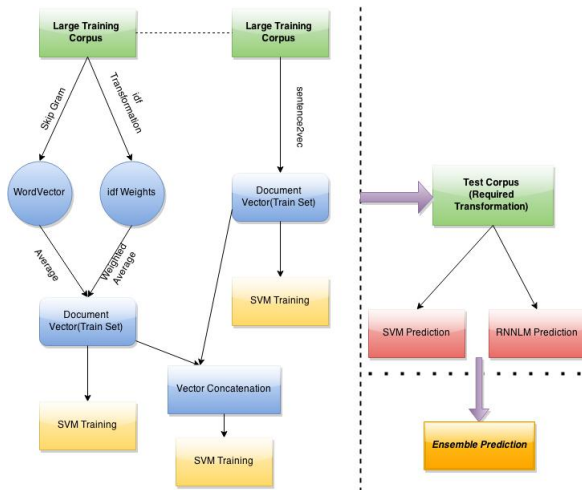 Large Training
Corpus
Large Training
Corpus
Skip Gram
idf
Transformation
sentence2vec
WordVector
idf Weights
Document
Vector(Train Set)
Test Corpus
(Required
Transformation)
Average
Weighted
Average
Document
Vector(Train Set)
SVM Training
SVM Prediction
RNNLM Prediction
Vector Concatenation
SVM Training
SVM Training
Ensemble Prediction